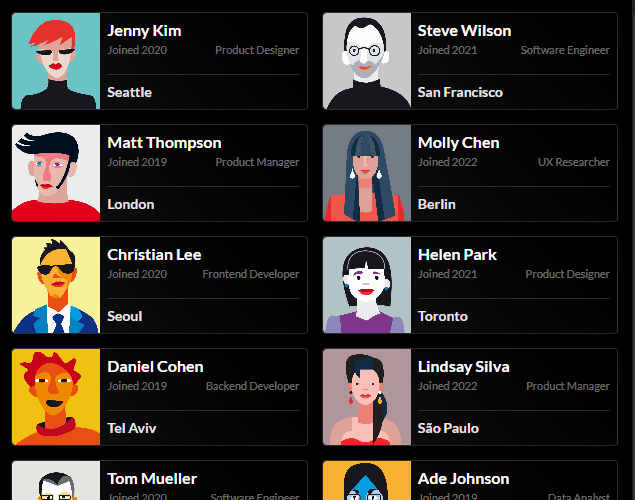 Jenny Kim
Joined 2020 Product Designer
Seattle
Steve Wilson
Joined 2021 Software Engineer
San Francisco
Matt Thompson
Joined 2019 Product Manager
London
Molly Chen
Joined 2022 UX Researcher
Berlin
Christian Lee
Joined 2020 Frontend Developer
Seoul
Helen Park
Joined 2021 Product Designer
Toronto
Daniel Cohen
Joined 2019 Backend Developer
Tel Aviv
Lindsay Silva
Joined 2022 Product Manager
São Paulo
Tom Mueller
Joined 2020 Software Engineer
Ade Johnson
Joined 2019 Data Analyst